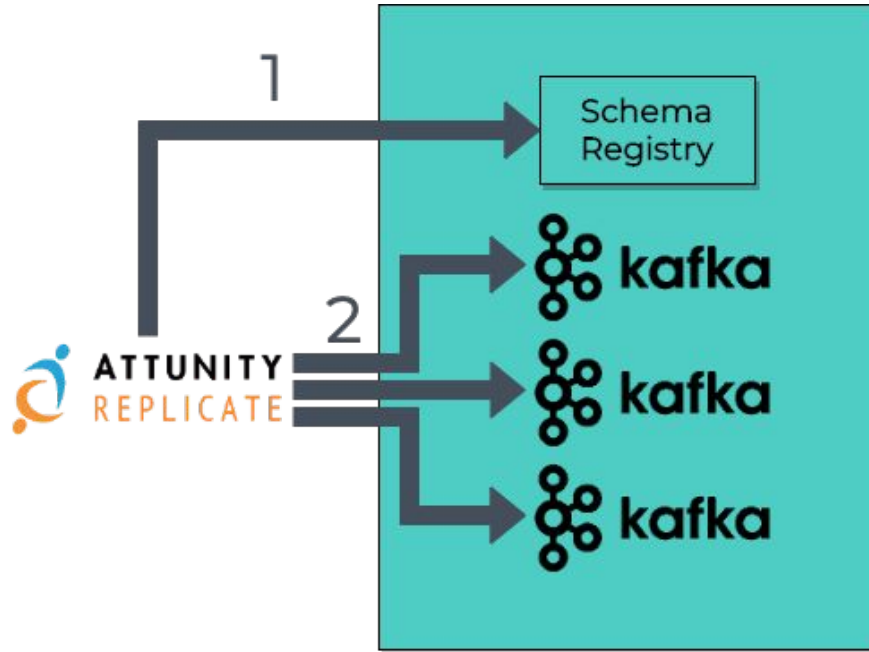 1
Schema
Registry
kafka
2
ATTUNITY
REPLICATE
kafka
kafka